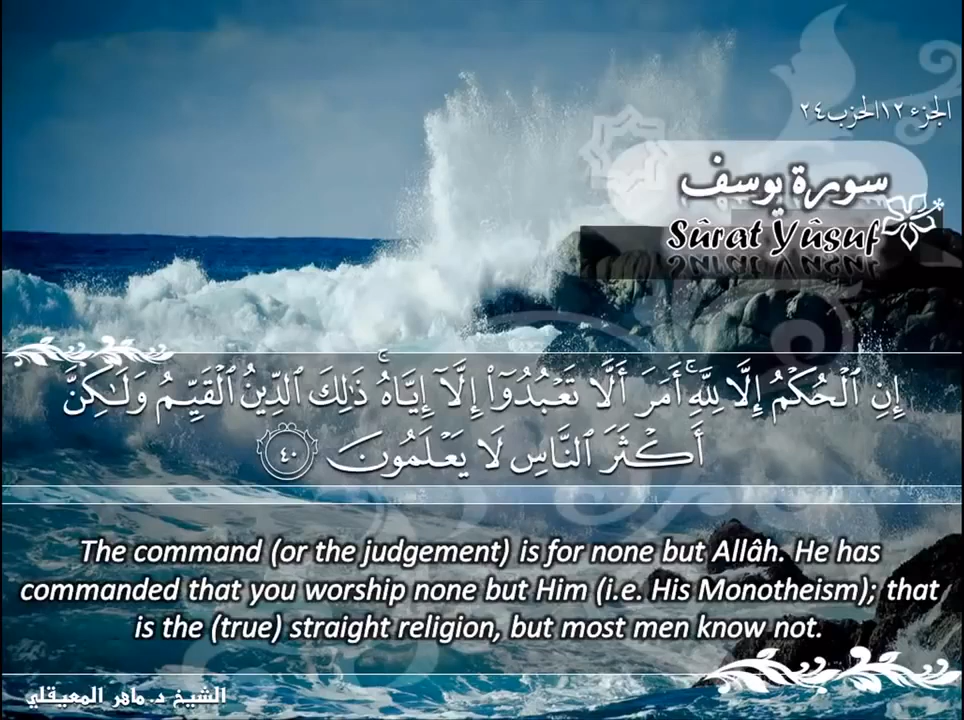 الجزء ١٢ الحزب ٢٤
سورة يوسف
Sûrat Yûsuf
إِنِ ٱلْحُكْمُ إِلَّا لِلَّهِ ۚ أَمَرَ أَلَّا تَعْبُدُوٓا۟ إِلَّآ إِيَّاهُ ۚ ذَٰلِكَ ٱلدِّينُ ٱلْقَيِّمُ وَلَـٰكِنَّ
أَكْثَرَ ٱلنَّاسِ لَا يَعْلَمُونَ ٤٠
The command (or the judgement) is for none but Allâh. He has
commanded that you worship none but Him (i.e. His Monotheism); that
is the (true) straight religion, but most men know not.
الشيخ د. ماهر المعيقلي